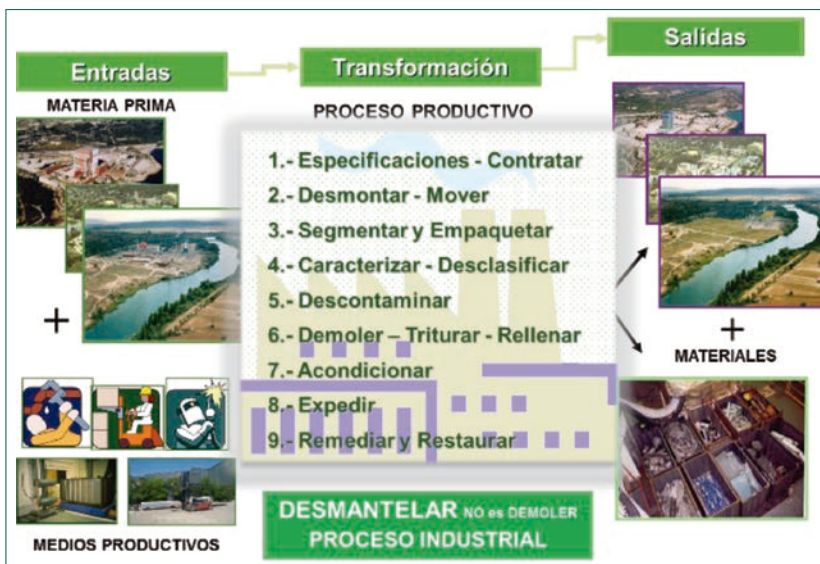 Entradas
Transformación
Salidas
MATERIA PRIMA
PROCESO PRODUCTIVO
1.- Especificaciones - Contratar
2.- Desmontar - Mover
3.- Segmentar y Empaquetar
4.- Caracterizar - Desclasificar
5.- Descontaminar
6.- Demoler – Triturar - Rellenar
7.- Acondicionar
8.- Expedir
9.- Remediar y Restaurar
+
+
MATERIALES
MEDIOS PRODUCTIVOS
DESMANTELAR NO es DEMOLER
PROCESO INDUSTRIAL